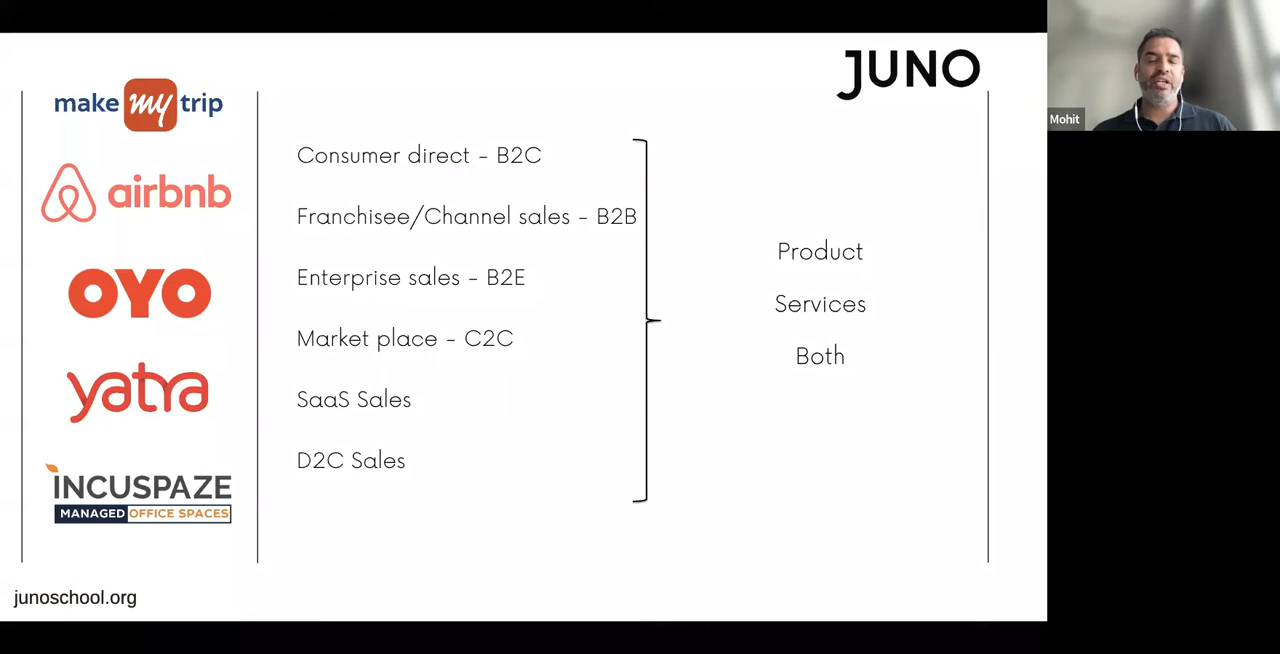 JUNO
make my trip
airbnb
OYO
yatra
INCUSPAZE
MANAGED OFFICE SPACES
Consumer direct - B2C
Franchisee/Channel sales - B2B
Enterprise sales - B2E
Market place - C2C
SaaS Sales
D2C Sales
Product
Services
Both
junoschool.org
Mohit